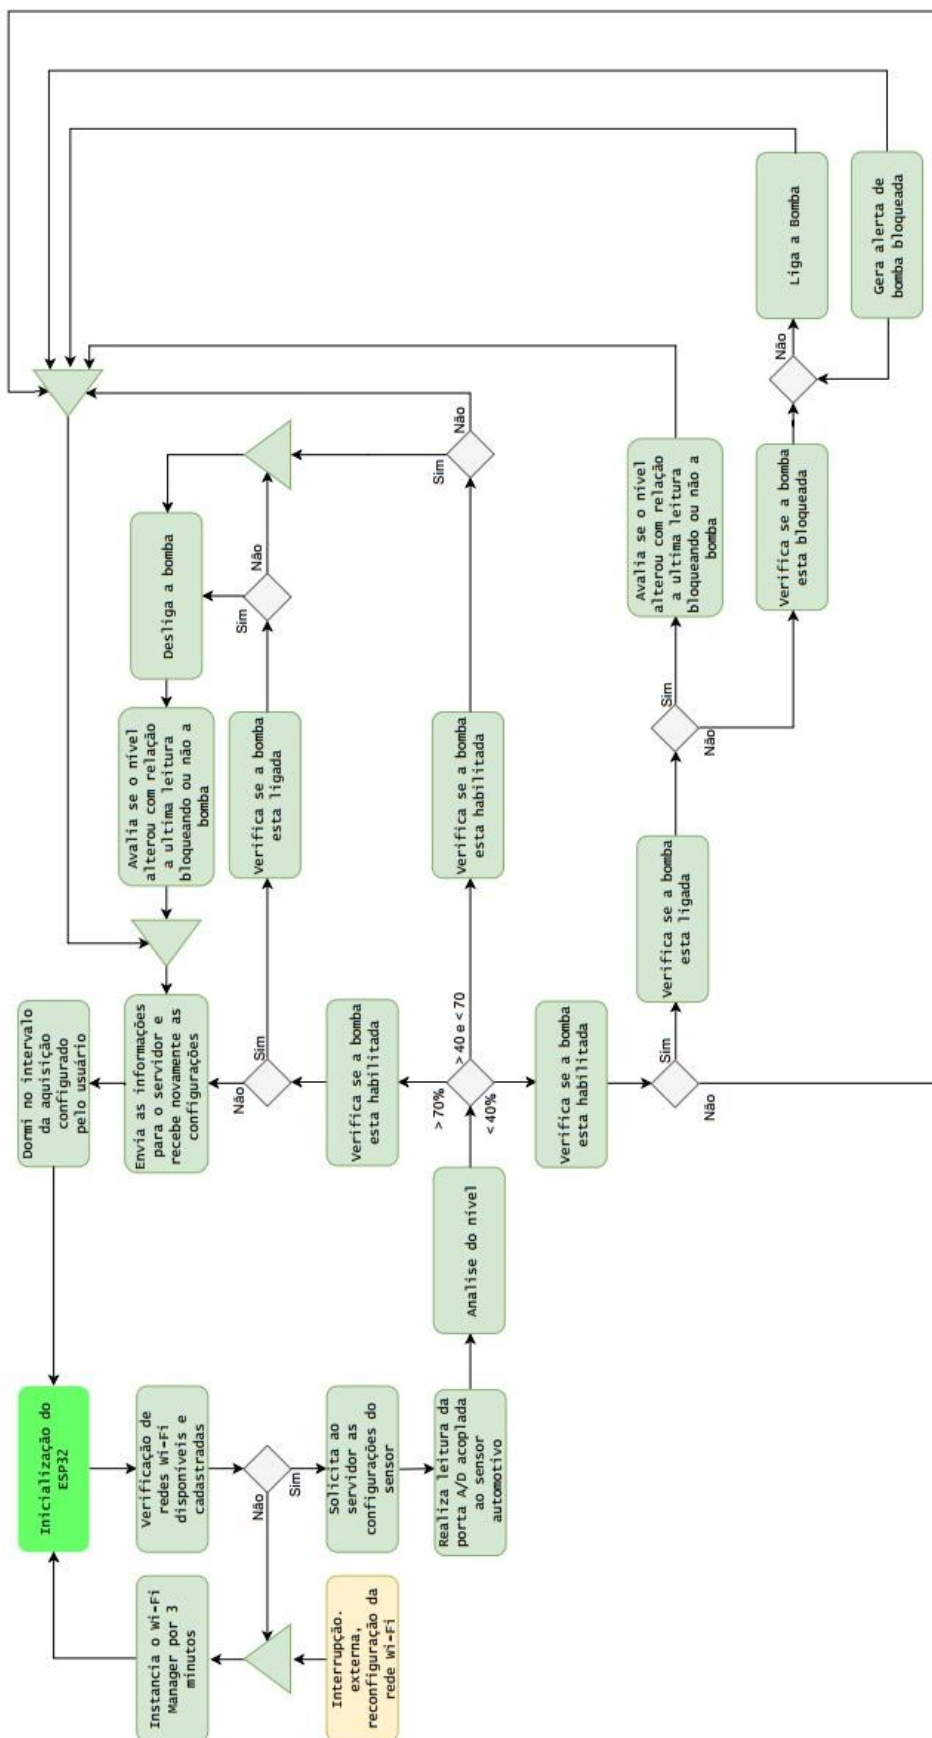 Inicialização do
ESP32
Verificação de
redes Wi-Fi
disponíveis e
cadastradas
Não
Sim
Instancia o Wi-Fi
Manager por 3
minutos
Interrupção.
externa,
reconfiguração da
rede Wi-Fi
Solicita ao
servidor as
configurações do
sensor
Realiza leitura da
porta A/D acoplada
ao sensor
automotivo
Analise do nível
> 70%
> 40 e < 70
< 40%
Verifica se a bomba
esta habilitada
Não
Sim
Dormi no intervalo
da aquisição
configurado
pelo usuário
Envia as informações
para o servidor e
recebe novamente as
configurações
Verifica se a bomba
esta ligada
Sim
Não
Desliga a bomba
Avalia se o nível
alterou com relação
a ultima leitura
bloqueando ou não a
bomba
Verifica se a bomba
esta habilitada
Sim
Não
Verifica se a bomba
esta habilitada
Sim
Não
Verifica se a bomba
esta ligada
Sim
Não
Avalia se o nível
alterou com relação
a ultima leitura
bloqueando ou não a
bomba
Verifica se a bomba
esta bloqueada
Não
Liga a Bomba
Gera alerta de
bomba bloqueada